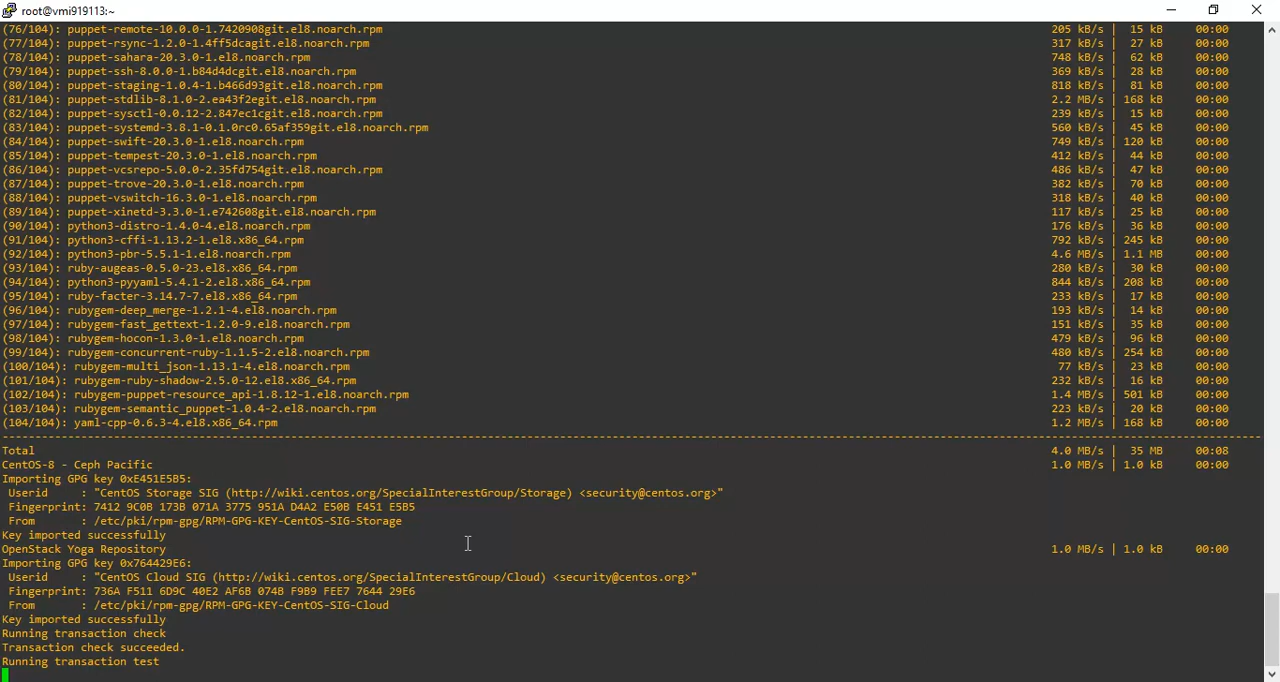 root@vmi919113:~
(76/104): puppet-remote-10.0.0-1.7420908git.el8.noarch.rpm 205 kB/s | 15 kB 00:00
(77/104): puppet-rsync-1.2.0-1.4ff5dcagit.el8.noarch.rpm 317 kB/s | 27 kB 00:00
(78/104): puppet-sahara-20.3.0-1.el8.noarch.rpm 748 kB/s | 62 kB 00:00
(79/104): puppet-ssh-8.0.0-1.b84d4dcgit.el8.noarch.rpm 369 kB/s | 28 kB 00:00
(80/104): puppet-staging-1.0.4-1.b466d93git.el8.noarch.rpm 818 kB/s | 81 kB 00:00
(81/104): puppet-stdlib-8.1.0-2.ea43f2egit.el8.noarch.rpm 2.2 MB/s | 168 kB 00:00
(82/104): puppet-sysctl-0.0.12-2.847ec1cgit.el8.noarch.rpm 239 kB/s | 15 kB 00:00
(83/104): puppet-systemd-3.8.1-0.1.0rc0.65af359git.el8.noarch.rpm 560 kB/s | 45 kB 00:00
(84/104): puppet-swift-20.3.0-1.el8.noarch.rpm 749 kB/s | 120 kB 00:00
(85/104): puppet-tempest-20.3.0-1.el8.noarch.rpm 412 kB/s | 44 kB 00:00
(86/104): puppet-vcsrepo-5.0.0-2.35fd754git.el8.noarch.rpm 486 kB/s | 47 kB 00:00
(87/104): puppet-trove-20.3.0-1.el8.noarch.rpm 382 kB/s | 70 kB 00:00
(88/104): puppet-vswitch-16.3.0-1.el8.noarch.rpm 318 kB/s | 40 kB 00:00
(89/104): puppet-xinetd-3.3.0-1.e742608git.el8.noarch.rpm 117 kB/s | 25 kB 00:00
(90/104): python3-distro-1.4.0-4.el8.noarch.rpm 176 kB/s | 36 kB 00:00
(91/104): python3-cffi-1.13.2-1.el8.x86_64.rpm 792 kB/s | 245 kB 00:00
(92/104): python3-pbr-5.5.1-1.el8.noarch.rpm 4.6 MB/s | 1.1 MB 00:00
(93/104): ruby-augeas-0.5.0-23.el8.x86_64.rpm 280 kB/s | 30 kB 00:00
(94/104): python3-pyyaml-5.4.1-2.el8.x86_64.rpm 844 kB/s | 208 kB 00:00
(95/104): ruby-facter-3.14.7-7.el8.x86_64.rpm 233 kB/s | 17 kB 00:00
(96/104): rubygem-deep_merge-1.2.1-4.el8.noarch.rpm 193 kB/s | 14 kB 00:00
(97/104): rubygem-fast_gettext-1.2.0-9.el8.noarch.rpm 151 kB/s | 35 kB 00:00
(98/104): rubygem-hocon-1.3.0-1.el8.noarch.rpm 479 kB/s | 96 kB 00:00
(99/104): rubygem-concurrent-ruby-1.1.5-2.el8.noarch.rpm 480 kB/s | 254 kB 00:00
(100/104): rubygem-multi_json-1.13.1-4.el8.noarch.rpm 77 kB/s | 23 kB 00:00
(101/104): rubygem-ruby-shadow-2.5.0-12.el8.x86_64.rpm 232 kB/s | 16 kB 00:00
(102/104): rubygem-puppet-resource_api-1.8.12-1.el8.noarch.rpm 1.4 MB/s | 501 kB 00:00
(103/104): rubygem-semantic_puppet-1.0.4-2.el8.noarch.rpm 223 kB/s | 20 kB 00:00
(104/104): yaml-cpp-0.6.3-4.el8.x86_64.rpm 1.2 MB/s | 168 kB 00:00
Total 4.0 MB/s | 35 MB 00:08
CentOS-8 - Ceph Pacific 1.0 MB/s | 1.0 kB 00:00
Importing GPG key 0xE451E5B5:
Userid : "CentOS Storage SIG (http://wiki.centos.org/SpecialInterestGroup/Storage) <security@centos.org>"
Fingerprint: 7412 9C0B 173B 071A 3775 951A D4A2 E50B E451 E5B5
From : /etc/pki/rpm-gpg/RPM-GPG-KEY-CentOS-SIG-Storage
Key imported successfully
OpenStack Yoga Repository 1.0 MB/s | 1.0 kB 00:00
Importing GPG key 0x764429E6:
Userid : "CentOS Cloud SIG (http://wiki.centos.org/SpecialInterestGroup/Cloud) <security@centos.org>"
Fingerprint: 736A F511 6D9C 40E2 AF6B 074B F9B9 FEE7 7644 29E6
From : /etc/pki/rpm-gpg/RPM-GPG-KEY-CentOS-SIG-Cloud
Key imported successfully
Running transaction check
Transaction check succeeded.
Running transaction test